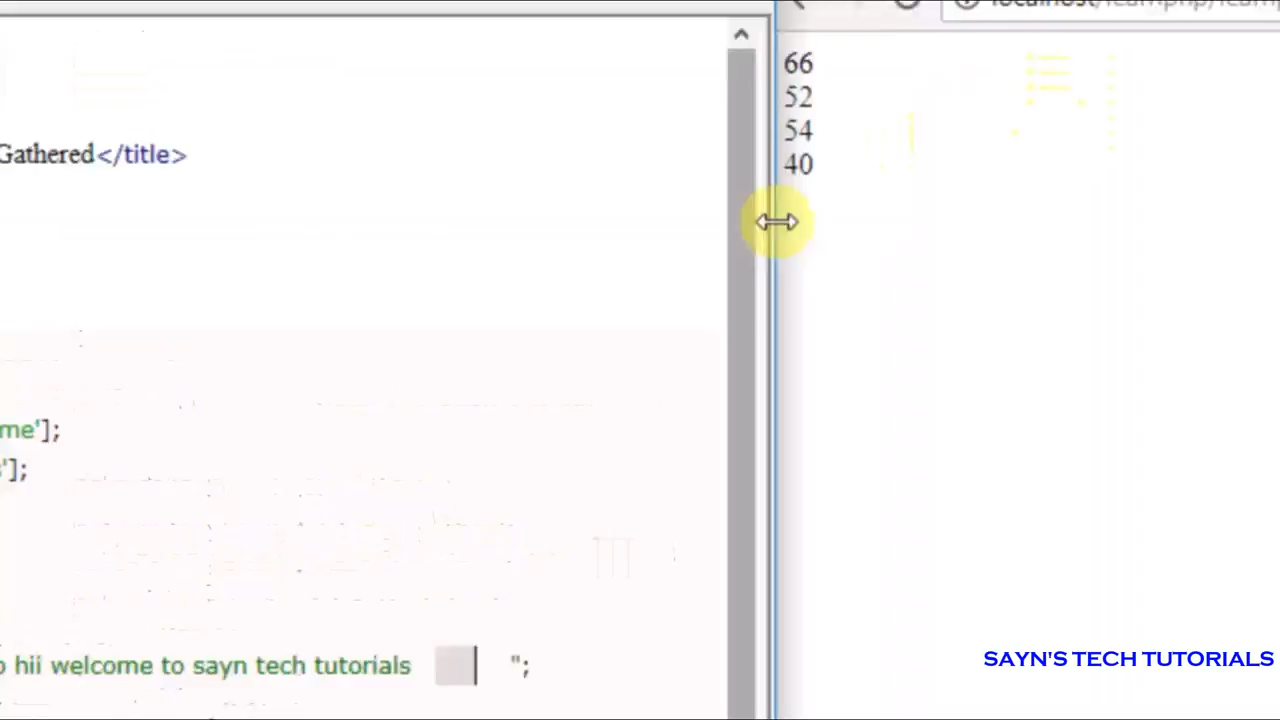 66
52
54
40
Gathered</title>
me'];
'];
hii welcome to sayn tech tutorials ";
SAYN'S TECH TUTORIALS